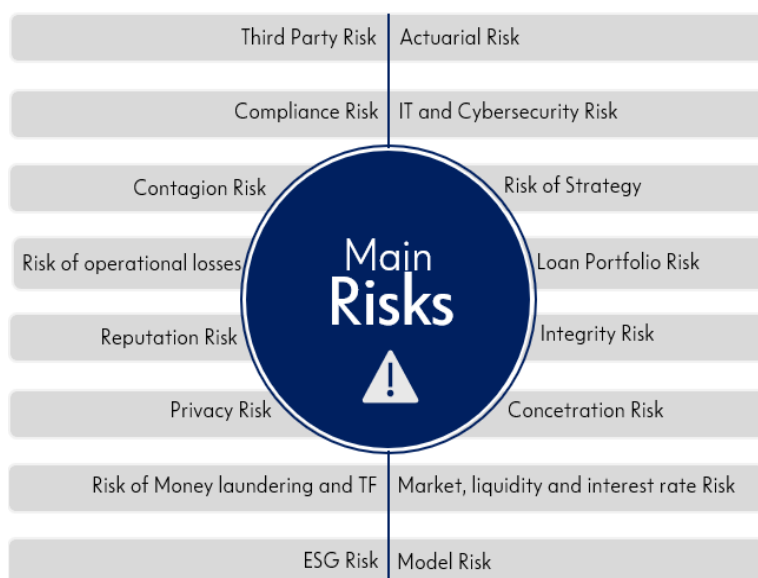 Third Party Risk
Actuarial Risk
Compliance Risk
IT and Cybersecurity Risk
Contagion Risk
Risk of Strategy
Risk of operational losses
Loan Portfolio Risk
Main
Risks
Reputation Risk
Integrity Risk
Privacy Risk
Concetration Risk
Risk of Money laundering and TF
Market, liquidity and interest rate Risk
ESG Risk
Model Risk